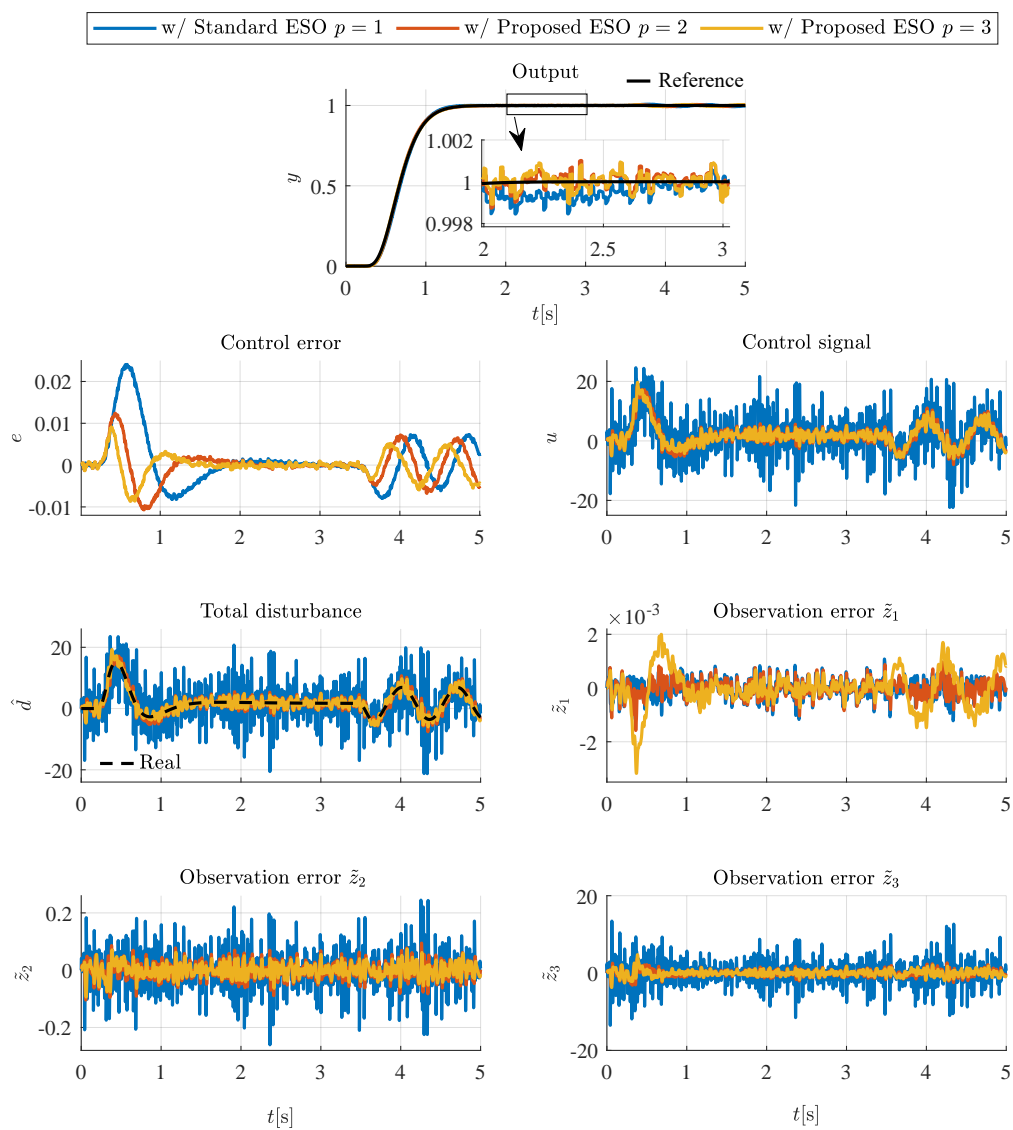 w/ Standard ESO p = 1 w/ Proposed ESO p = 2 w/ Proposed ESO p = 3
Output
Reference
y
1
0.5
0
1.002
1
0.998
2 2.5 3
0 1 2 3 4 5
t[s]
Control error
e
0.02
0.01
0
-0.01
1 2 3 4 5
Control signal
u
20
0
-20
0 1 2 3 4 5
Total disturbance
d̂
20
0
-20
Real
0 1 2 3 4 5
Observation error z̃₁
×10⁻³
z̃₁
2
0
-2
0 1 2 3 4 5
Observation error z̃₂
z̃₂
0.2
0
-0.2
0 1 2 3 4 5
t[s]
Observation error z̃₃
z̃₃
20
0
-20
0 1 2 3 4 5
t[s]